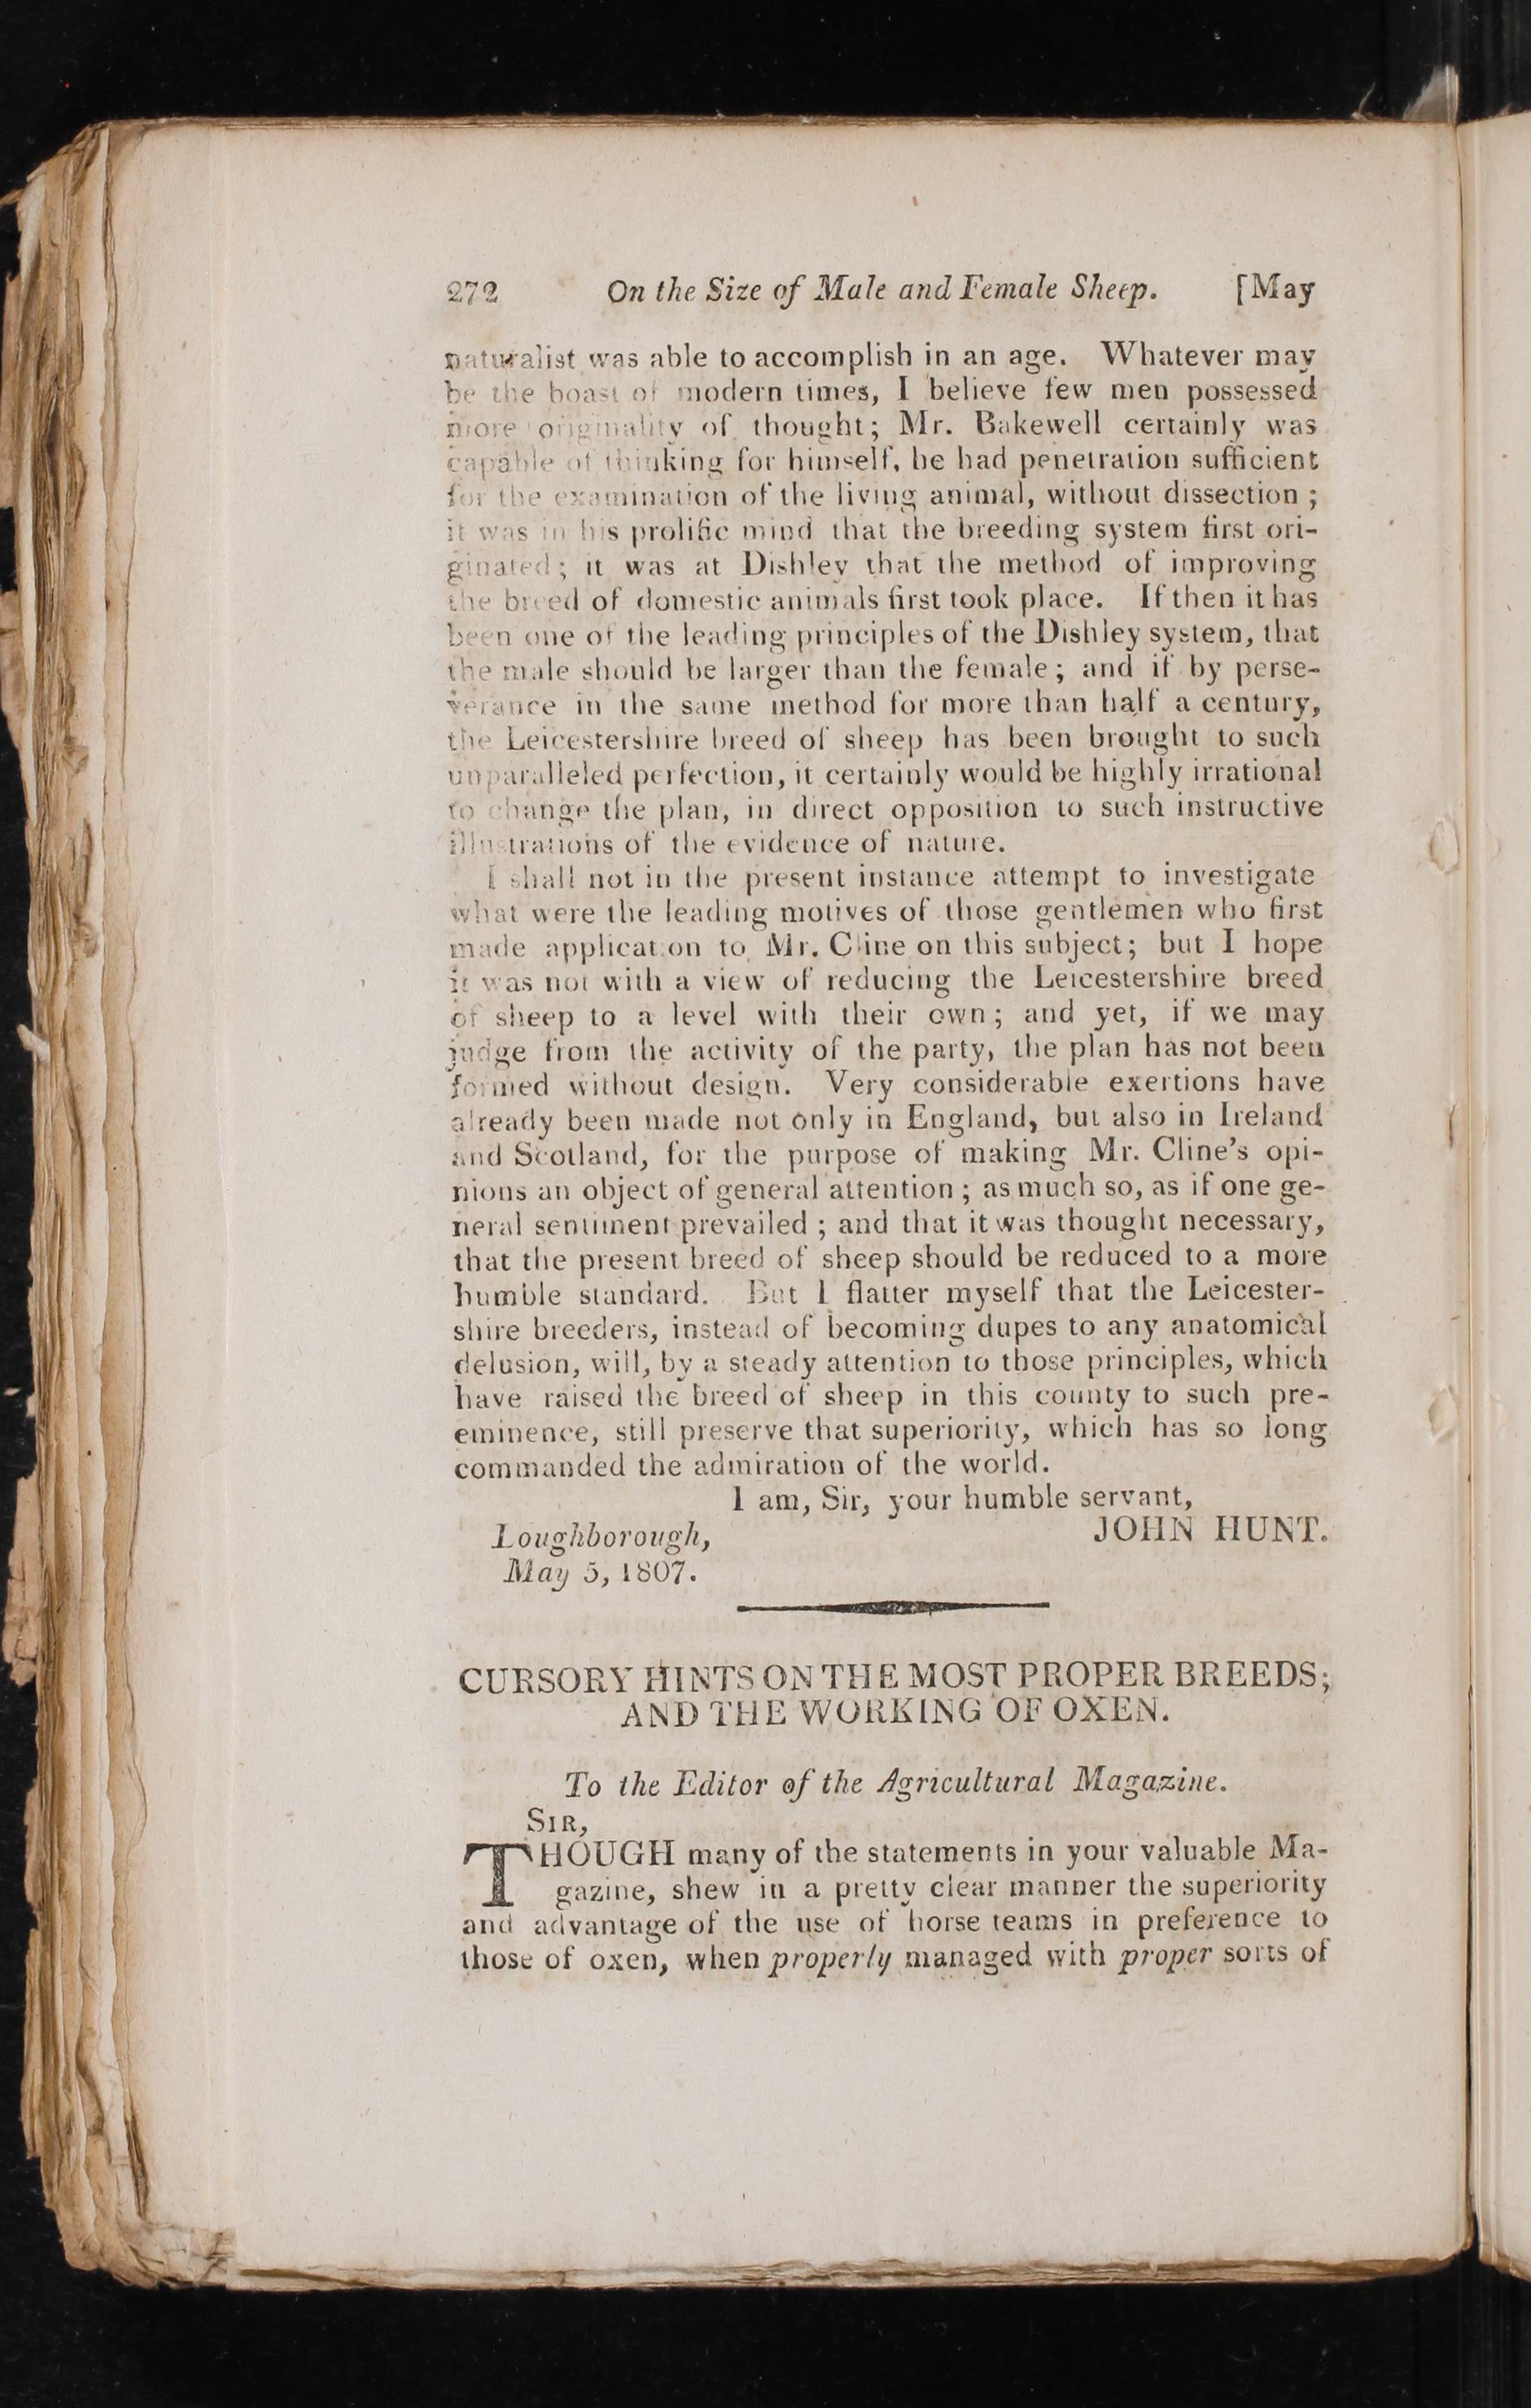 272 On the Size of Male and Female Sheep. [May
naturalist was able to accomplish in an age. Whatever may
be the boast of modern times, I believe few men possessed
more originality of thought; Mr. Bakewell certainly was
capable of thinking for himself, he had penetration sufficient
for the examination of the living animal, without dissection ;
it was in his prolific mind that the breeding system first ori-
ginated; it was at Dishley that the method of improving
the breed of domestic animals first took place. If then it has
been one of the leading principles of the Dishley system, that
the male should be larger than the female; and if by perse-
verance in the same method for more than half a century,
the Leicestershire breed of sheep has been brought to such
unparalleled perfection, it certainly would be highly irrational
to change the plan, in direct opposition to such instructive
illustrations of the evidence of nature.
I shall not in the present instance attempt to investigate
what were the leading motives of those gentlemen who first
made application to Mr. Cline on this subject; but I hope
it was not with a view of reducing the Leicestershire breed
of sheep to a level with their own; and yet, if we may
judge from the activity of the party, the plan has not been
formed without design. Very considerable exertions have
already been made not only in England, but also in Ireland
and Scotland, for the purpose of making Mr. Cline's opi-
nions an object of general attention ; as much so, as if one ge-
neral sentiment prevailed ; and that it was thought necessary,
that the present breed of sheep should be reduced to a more
humble standard. But I flatter myself that the Leicester-
shire breeders, instead of becoming dupes to any anatomical
delusion, will, by a steady attention to those principles, which
have raised the breed of sheep in this county to such pre-
eminence, still preserve that superiority, which has so long
commanded the admiration of the world.
I am, Sir, your humble servant,
JOHN HUNT.
Loughborough,
May 5, 1807.
CURSORY HINTS ON THE MOST PROPER BREEDS;
AND THE WORKING OF OXEN.
To the Editor of the Agricultural Magazine.
SIR,
THOUGH many of the statements in your valuable Ma-
gazine, shew in a pretty clear manner the superiority
and advantage of the use of horse teams in preference to
those of oxen, when properly managed with proper sorts of